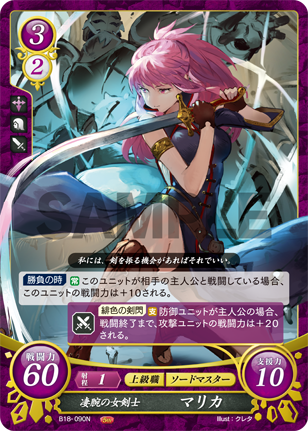 3
2
SAMPLE
私には、剣を振る機会があればそれでいい。
勝負の時 常 このユニットが相手の主人公と戦闘している場合、
このユニットの戦闘力は+10される。
緋色の剣閃 支 防御ユニットが主人公の場合、
戦闘終了まで、攻撃ユニットの戦闘力は+20
される。
戦闘力
60
射程 1 上級職 ソードマスター
支援力
10
凄腕の女剣士 マリカ
B18-090N
Illust:クレタ